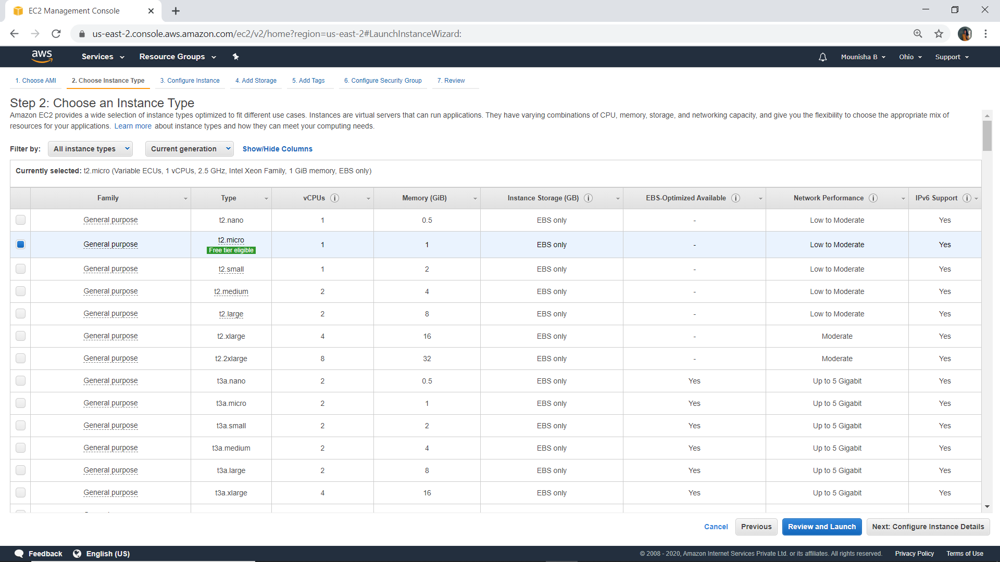 EC2 Management Console
us-east-2.console.aws.amazon.com/ec2/v2/home?region=us-east-2#LaunchInstanceWizard:
aws Services Resource Groups Mounisha B Ohio Support
1. Choose AMI 2. Choose Instance Type 3. Configure Instance 4. Add Storage 5. Add Tags 6. Configure Security Group 7. Review
Step 2: Choose an Instance Type
Amazon EC2 provides a wide selection of instance types optimized to fit different use cases. Instances are virtual servers that can run applications. They have varying combinations of CPU, memory, storage, and networking capacity, and give you the flexibility to choose the appropriate mix of
resources for your applications. Learn more about instance types and how they can meet your computing needs.
Filter by: All instance types Current generation Show/Hide Columns
Currently selected: t2.micro (Variable ECUs, 1 vCPUs, 2.5 GHz, Intel Xeon Family, 1 GiB memory, EBS only)
Family Type vCPUs Memory (GiB) Instance Storage (GB) EBS-Optimized Available Network Performance IPv6 Support
General purpose t2.nano 1 0.5 EBS only - Low to Moderate Yes
General purpose t2.micro 1 1 EBS only - Low to Moderate Yes
Free tier eligible
General purpose t2.small 1 2 EBS only - Low to Moderate Yes
General purpose t2.medium 2 4 EBS only - Low to Moderate Yes
General purpose t2.large 2 8 EBS only - Low to Moderate Yes
General purpose t2.xlarge 4 16 EBS only - Moderate Yes
General purpose t2.2xlarge 8 32 EBS only - Moderate Yes
General purpose t3a.nano 2 0.5 EBS only Yes Up to 5 Gigabit Yes
General purpose t3a.micro 2 1 EBS only Yes Up to 5 Gigabit Yes
General purpose t3a.small 2 2 EBS only Yes Up to 5 Gigabit Yes
General purpose t3a.medium 2 4 EBS only Yes Up to 5 Gigabit Yes
General purpose t3a.large 2 8 EBS only Yes Up to 5 Gigabit Yes
General purpose t3a.xlarge 4 16 EBS only Yes Up to 5 Gigabit Yes
Cancel Previous Review and Launch Next: Configure Instance Details
Feedback English (US) © 2008 - 2020, Amazon Internet Services Private Ltd. or its affiliates. All rights reserved. Privacy Policy Terms of Use